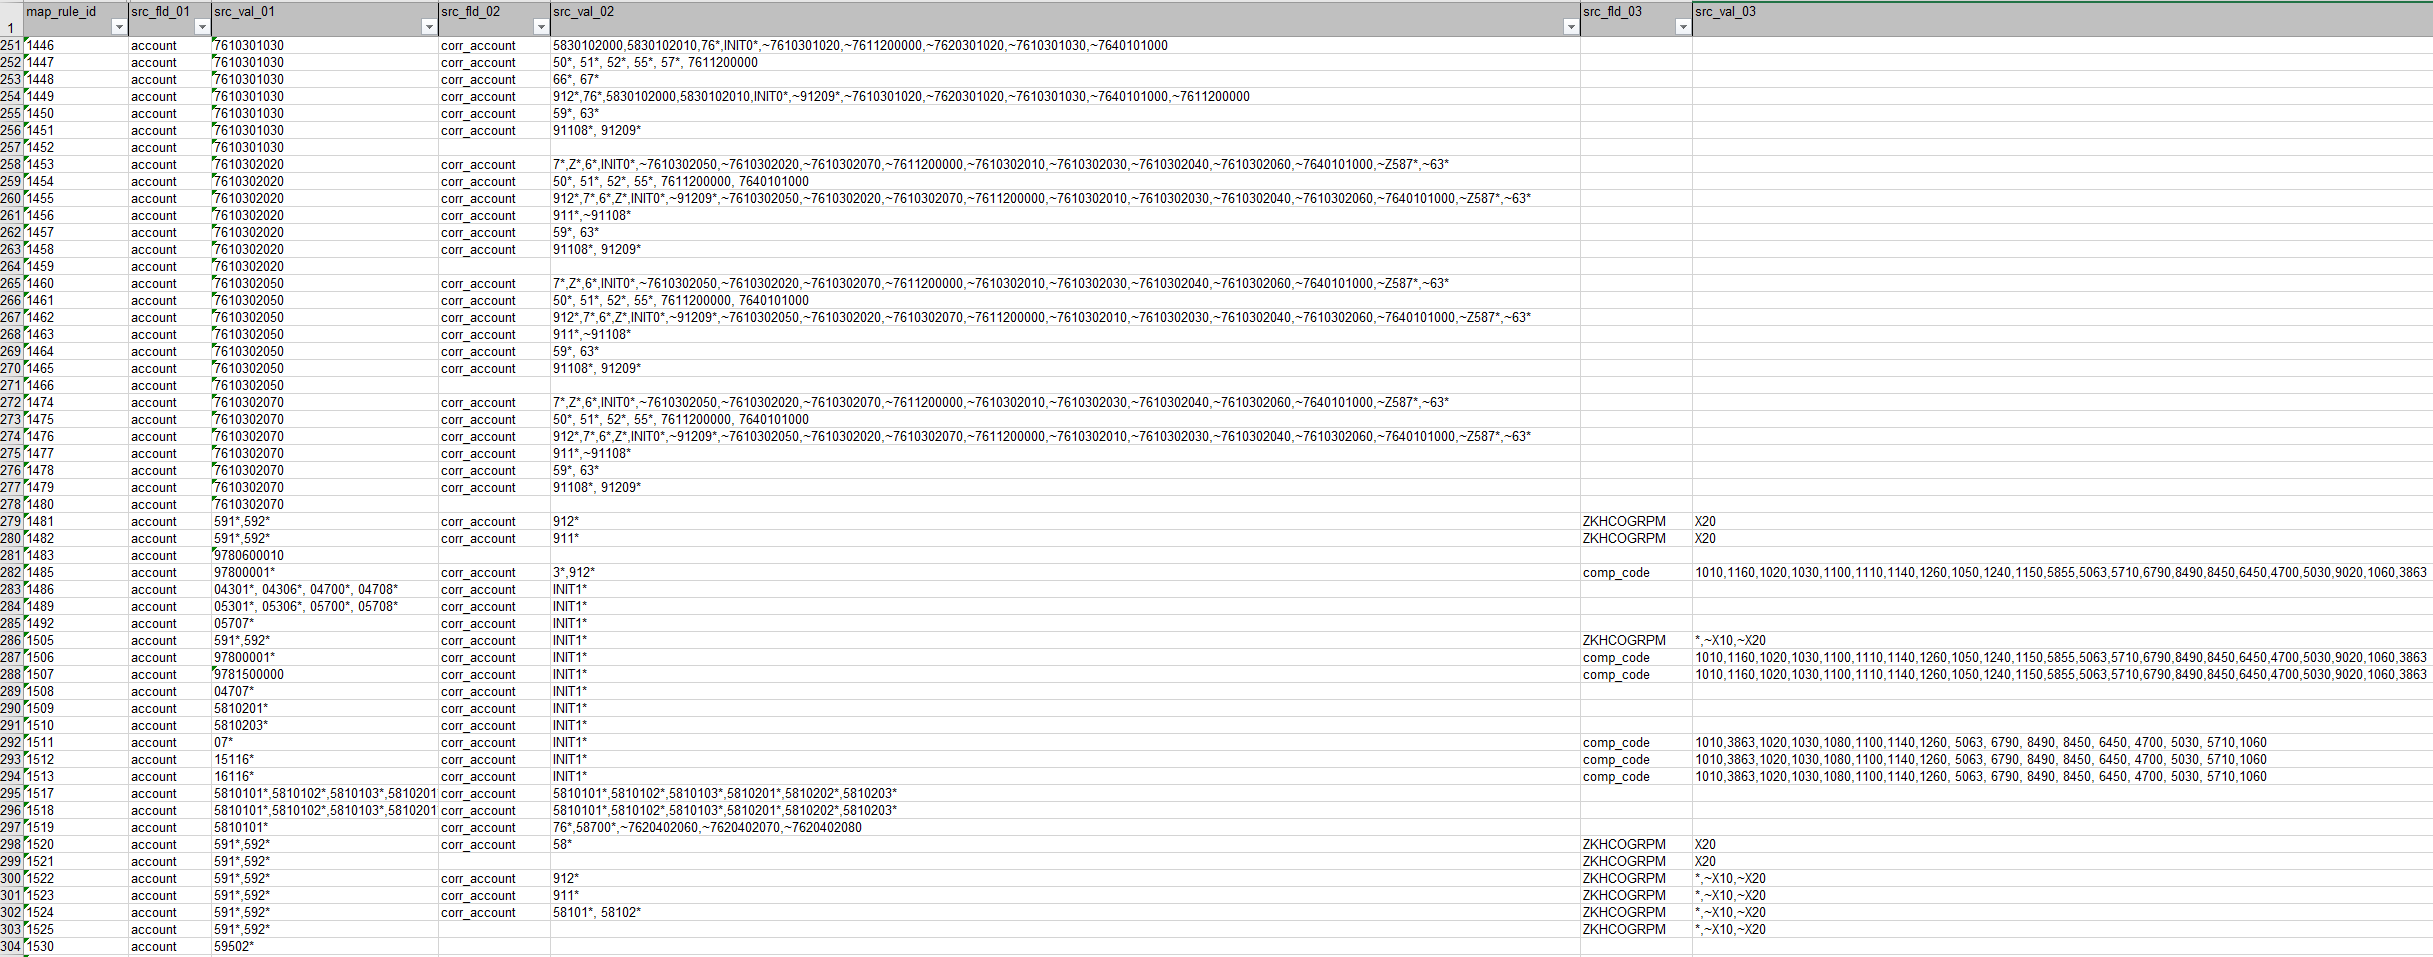 map_rule_id src_fld_01 src_val_01 src_fld_02 src_val_02 src_fld_03 src_val_03
1
251 1446 account 7610301030 corr_account 5830102000,5830102010,76*,INIT0*,~7610301020,~7611200000,~7620301020,~7610301030,~7640101000
252 1447 account 7610301030 corr_account 50*, 51*, 52*, 55*, 57*, 7611200000
253 1448 account 7610301030 corr_account 66*, 67*
254 1449 account 7610301030 corr_account 912*,76*,5830102000,5830102010,INIT0*,~91209*,~7610301020,~7620301020,~7610301030,~7640101000,~7611200000
255 1450 account 7610301030 corr_account 59*, 63*
256 1451 account 7610301030 corr_account 91108*, 91209*
257 1452 account 7610301030
258 1453 account 7610302020 corr_account 7*,Z*,6*,INIT0*,~7610302050,~7610302020,~7610302070,~7611200000,~7610302010,~7610302030,~7610302040,~7610302060,~7640101000,~Z587*,~63*
259 1454 account 7610302020 corr_account 50*, 51*, 52*, 55*, 7611200000, 7640101000
260 1455 account 7610302020 corr_account 912*,7*,6*,Z*,INIT0*,~91209*,~7610302050,~7610302020,~7610302070,~7611200000,~7610302010,~7610302030,~7610302040,~7610302060,~7640101000,~Z587*,~63*
261 1456 account 7610302020 corr_account 911*,~91108*
262 1457 account 7610302020 corr_account 59*, 63*
263 1458 account 7610302020 corr_account 91108*, 91209*
264 1459 account 7610302020
265 1460 account 7610302050 corr_account 7*,Z*,6*,INIT0*,~7610302050,~7610302020,~7610302070,~7611200000,~7610302010,~7610302030,~7610302040,~7610302060,~7640101000,~Z587*,~63*
266 1461 account 7610302050 corr_account 50*, 51*, 52*, 55*, 7611200000, 7640101000
267 1462 account 7610302050 corr_account 912*,7*,6*,Z*,INIT0*,~91209*,~7610302050,~7610302020,~7610302070,~7611200000,~7610302010,~7610302030,~7610302040,~7610302060,~7640101000,~Z587*,~63*
268 1463 account 7610302050 corr_account 911*,~91108*
269 1464 account 7610302050 corr_account 59*, 63*
270 1465 account 7610302050 corr_account 91108*, 91209*
271 1466 account 7610302050
272 1474 account 7610302070 corr_account 7*,Z*,6*,INIT0*,~7610302050,~7610302020,~7610302070,~7611200000,~7610302010,~7610302030,~7610302040,~7610302060,~7640101000,~Z587*,~63*
273 1475 account 7610302070 corr_account 50*, 51*, 52*, 55*, 7611200000, 7640101000
274 1476 account 7610302070 corr_account 912*,7*,6*,Z*,INIT0*,~91209*,~7610302050,~7610302020,~7610302070,~7611200000,~7610302010,~7610302030,~7610302040,~7610302060,~7640101000,~Z587*,~63*
275 1477 account 7610302070 corr_account 911*,~91108*
276 1478 account 7610302070 corr_account 59*, 63*
277 1479 account 7610302070 corr_account 91108*, 91209*
278 1480 account 7610302070
279 1481 account 591*,592* corr_account 912* ZKHCOGRPM X20
280 1482 account 591*,592* corr_account 911* ZKHCOGRPM X20
281 1483 account 9780600010
282 1485 account 97800001* corr_account 3*,912* comp_code 1010,1160,1020,1030,1100,1110,1140,1260,1050,1240,1150,5855,5063,5710,6790,8490,8450,6450,4700,5030,9020,1060,3863
283 1486 account 04301*, 04306*, 04700*, 04708* corr_account INIT1*
284 1489 account 05301*, 05306*, 05700*, 05708* corr_account INIT1*
285 1492 account 05707* corr_account INIT1*
286 1505 account 591*,592* corr_account INIT1* ZKHCOGRPM *,~X10,~X20
287 1506 account 97800001* corr_account INIT1* comp_code 1010,1160,1020,1030,1100,1110,1140,1260,1050,1240,1150,5855,5063,5710,6790,8490,8450,6450,4700,5030,9020,1060,3863
288 1507 account 9781500000 corr_account INIT1* comp_code 1010,1160,1020,1030,1100,1110,1140,1260,1050,1240,1150,5855,5063,5710,6790,8490,8450,6450,4700,5030,9020,1060,3863
289 1508 account 04707* corr_account INIT1*
290 1509 account 5810201* corr_account INIT1*
291 1510 account 5810203* corr_account INIT1*
292 1511 account 07* corr_account INIT1* comp_code 1010,3863,1020,1030,1080,1100,1140,1260, 5063, 6790, 8490, 8450, 6450, 4700, 5030, 5710,1060
293 1512 account 15116* corr_account INIT1* comp_code 1010,3863,1020,1030,1080,1100,1140,1260, 5063, 6790, 8490, 8450, 6450, 4700, 5030, 5710,1060
294 1513 account 16116* corr_account INIT1* comp_code 1010,3863,1020,1030,1080,1100,1140,1260, 5063, 6790, 8490, 8450, 6450, 4700, 5030, 5710,1060
295 1517 account 5810101*,5810102*,5810103*,5810201 corr_account 5810101*,5810102*,5810103*,5810201*,5810202*,5810203*
296 1518 account 5810101*,5810102*,5810103*,5810201 corr_account 5810101*,5810102*,5810103*,5810201*,5810202*,5810203*
297 1519 account 5810101* corr_account 76*,58700*,~7620402060,~7620402070,~7620402080
298 1520 account 591*,592* corr_account 58* ZKHCOGRPM X20
299 1521 account 591*,592* ZKHCOGRPM X20
300 1522 account 591*,592* corr_account 912* ZKHCOGRPM *,~X10,~X20
301 1523 account 591*,592* corr_account 911* ZKHCOGRPM *,~X10,~X20
302 1524 account 591*,592* corr_account 58101*, 58102* ZKHCOGRPM *,~X10,~X20
303 1525 account 591*,592* ZKHCOGRPM *,~X10,~X20
304 1530 account 59502*